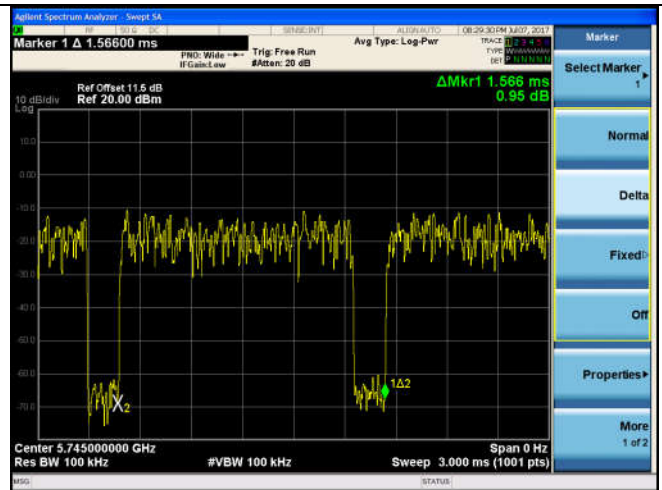 Agilent Spectrum Analyzer - Swept SA
RF 50 Ω DC SENSE:INT ALIGN AUTO 08:29:30 PM Jul 07, 2017
Marker 1 Δ 1.56600 ms
PNO: Wide
IFGain:Low
Trig: Free Run
#Atten: 20 dB
Avg Type: Log-Pwr
TRACE 1 2 3 4 5 6
TYPE
DET P N N N N N
Marker
Select Marker
1
Normal
Delta
Fixed
Off
Properties
More
1 of 2
Ref Offset 11.5 dB
10 dB/div Ref 20.00 dBm
Log
ΔMkr1 1.566 ms
0.95 dB
10.0
0.00
-10.0
-20.0
-30.0
-40.0
-50.0
-60.0
-70.0
X2
1Δ2
Center 5.745000000 GHz
Res BW 100 kHz
#VBW 100 kHz
Span 0 Hz
Sweep 3.000 ms (1001 pts)
MSG
STATUS